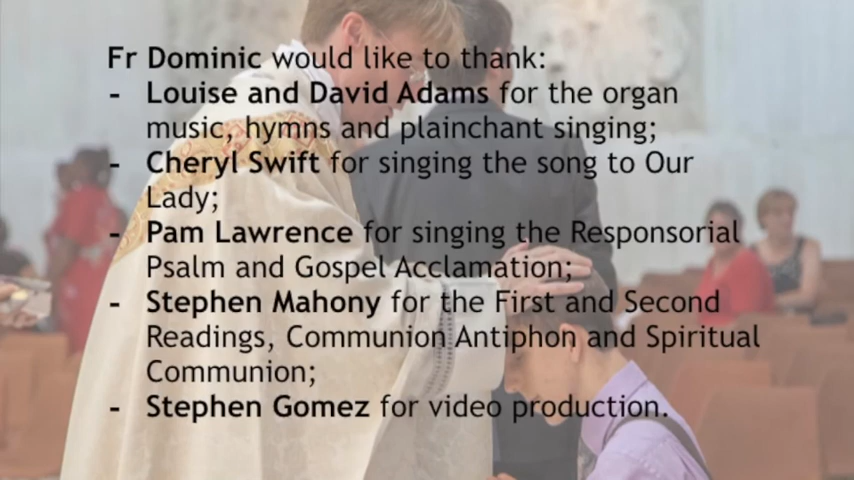 Fr Dominic would like to thank:
- Louise and David Adams for the organ
music, hymns and plainchant singing;
- Cheryl Swift for singing the song to Our
Lady;
- Pam Lawrence for singing the Responsorial
Psalm and Gospel Acclamation;
- Stephen Mahony for the First and Second
Readings, Communion Antiphon and Spiritual
Communion;
- Stephen Gomez for video production.